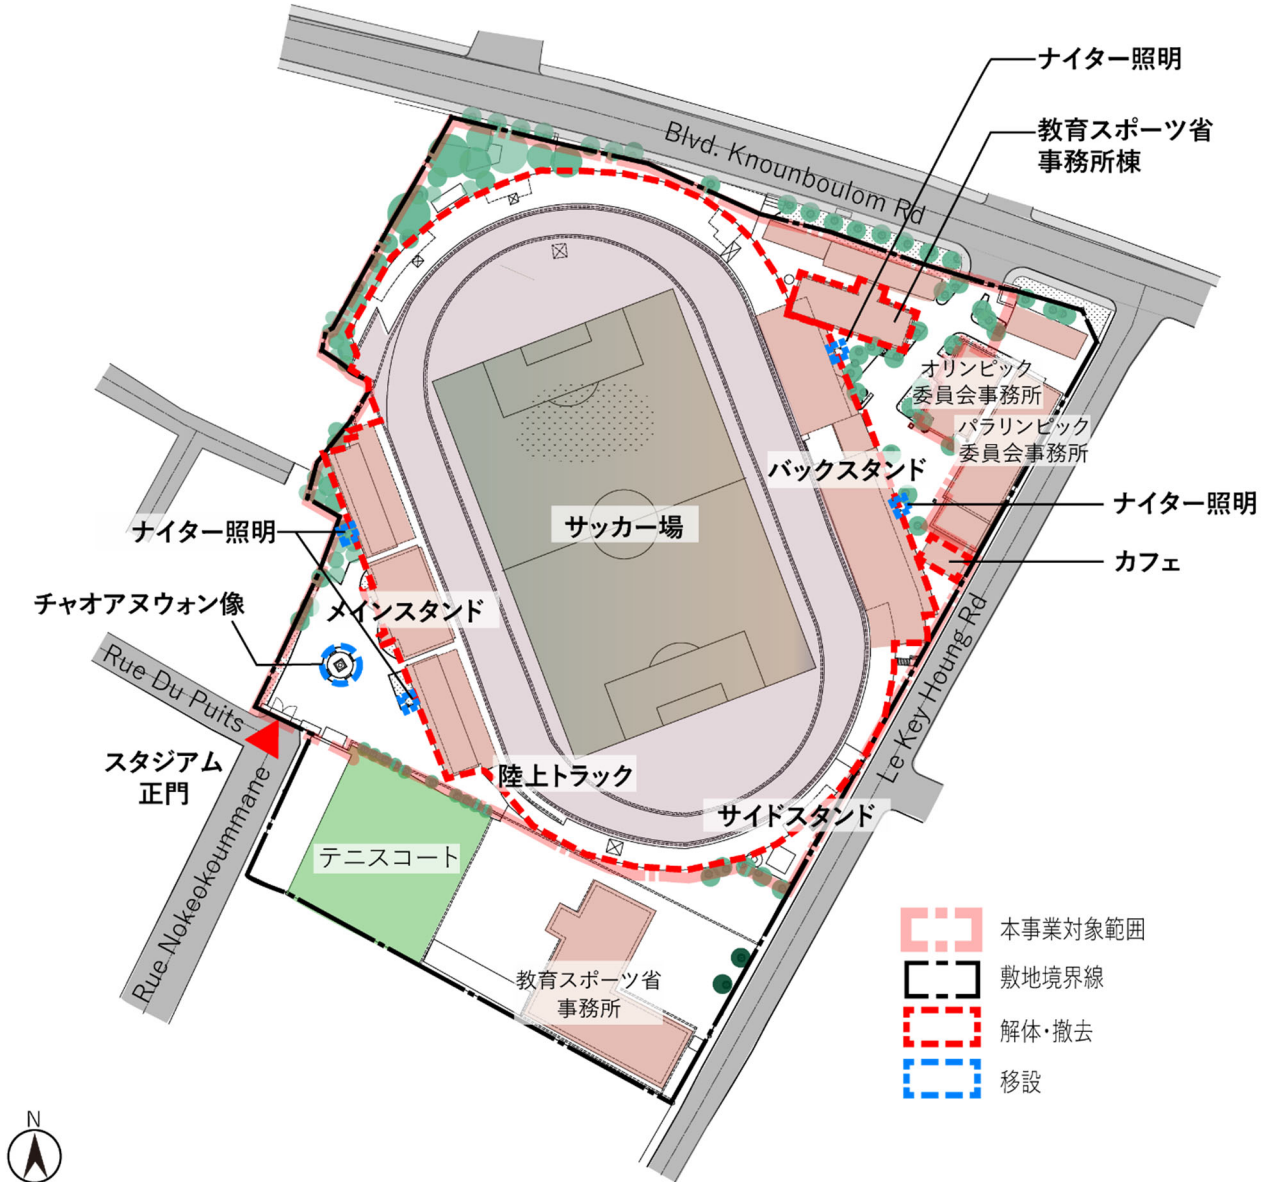 ナイター照明
Blvd. Knounboulom Rd
教育スポーツ省
事務所棟
オリンピック
委員会事務所
パラリンピック
委員会事務所
バックスタンド
ナイター照明
サッカー場
ナイター照明
カフェ
チャオアヌウォン像
メインスタンド
Rue Du Puits
Le Key Houng Rd
スタジアム
正門
陸上トラック
サイドスタンド
Rue Nokeokoummane
テニスコート
教育スポーツ省
事務所
本事業対象範囲
敷地境界線
解体・撤去
移設
N